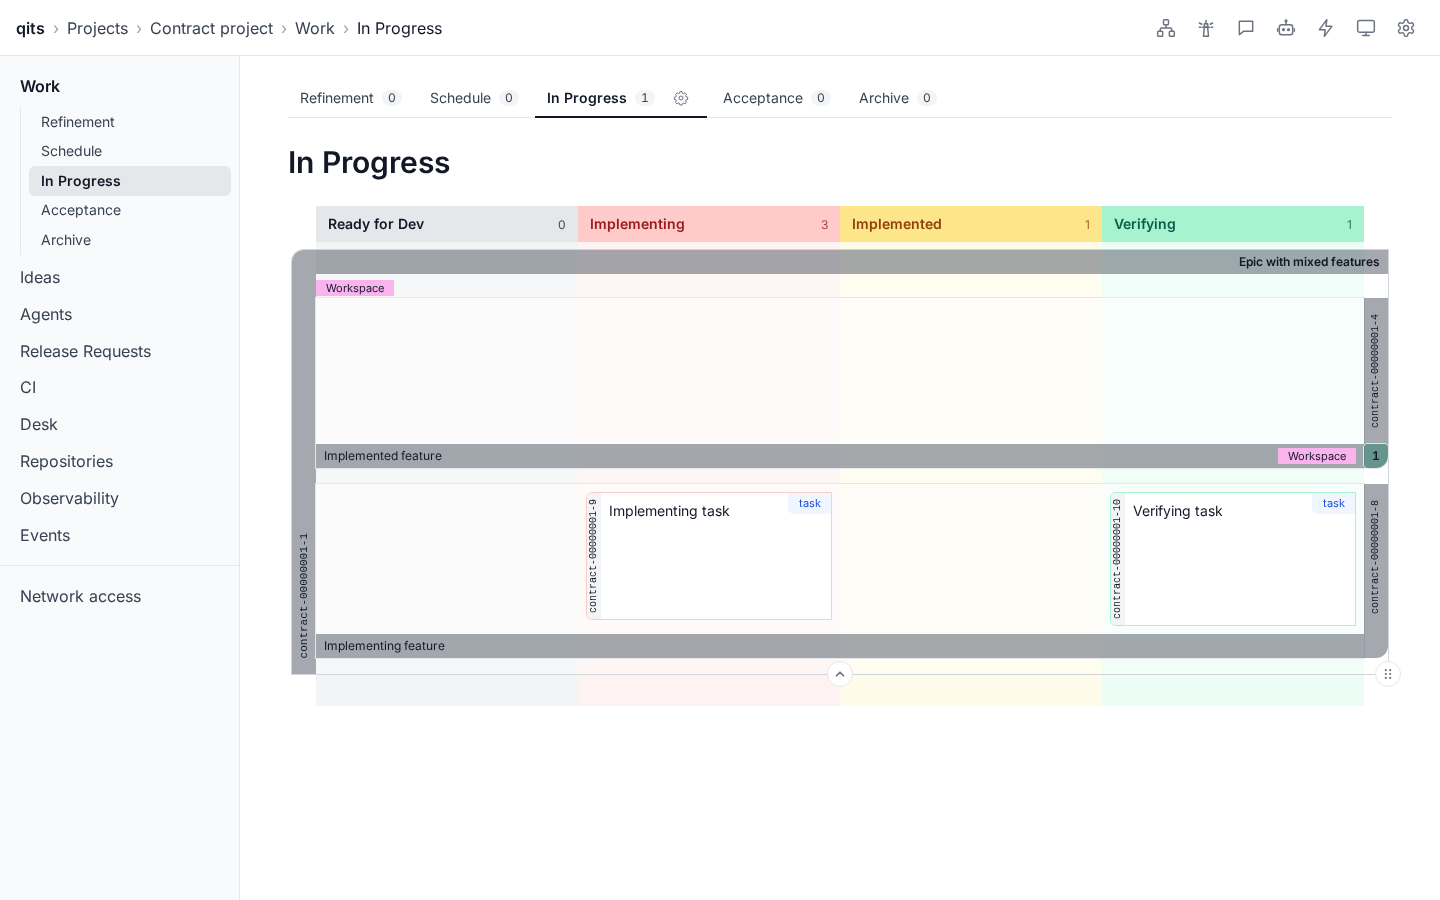 qits › Projects › Contract project › Work › In Progress
Work
Refinement
Schedule
In Progress
Acceptance
Archive
Ideas
Agents
Release Requests
CI
Desk
Repositories
Observability
Events
Network access
Refinement 0 Schedule 0 In Progress 1 Acceptance 0 Archive 0
In Progress
Ready for Dev 0 Implementing 3 Implemented 1 Verifying 1
Epic with mixed features
Workspace
contract-00000001-4
Implemented feature Workspace 1
contract-00000001-1
contract-00000001-9
Implementing task task
contract-00000001-10
Verifying task task
contract-00000001-8
Implementing feature